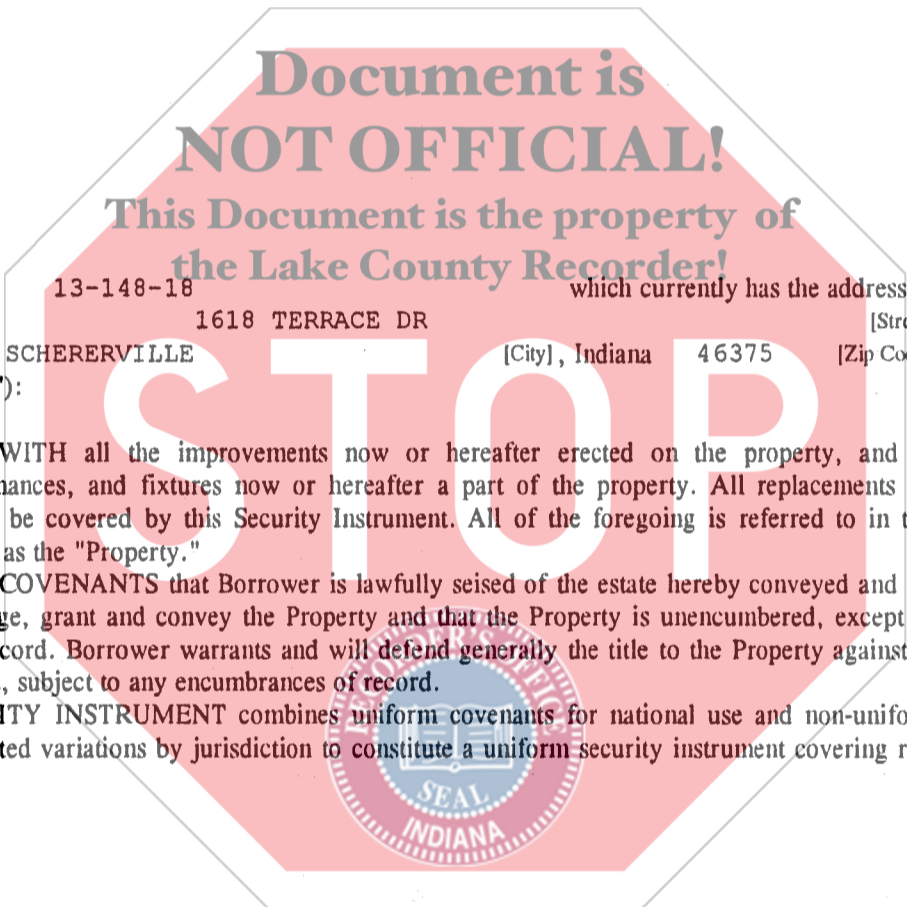 Document is
NOT OFFICIAL!
This Document is the property of
the Lake County Recorder!
13-148-18 which currently has the address
1618 TERRACE DR [Stre
SCHERERVILLE [City], Indiana 46375 [Zip Co
"):
STOP
WITH all the improvements now or hereafter erected on the property, and
nances, and fixtures now or hereafter a part of the property. All replacements
be covered by this Security Instrument. All of the foregoing is referred to in t
as the "Property."
COVENANTS that Borrower is lawfully seised of the estate hereby conveyed and
ge, grant and convey the Property and that the Property is unencumbered, except
cord. Borrower warrants and will defend generally the title to the Property against
, subject to any encumbrances of record.
ITY INSTRUMENT combines uniform covenants for national use and non-unifo
ted variations by jurisdiction to constitute a uniform security instrument covering r
RECORDER'S OFFICE
SEAL
INDIANA